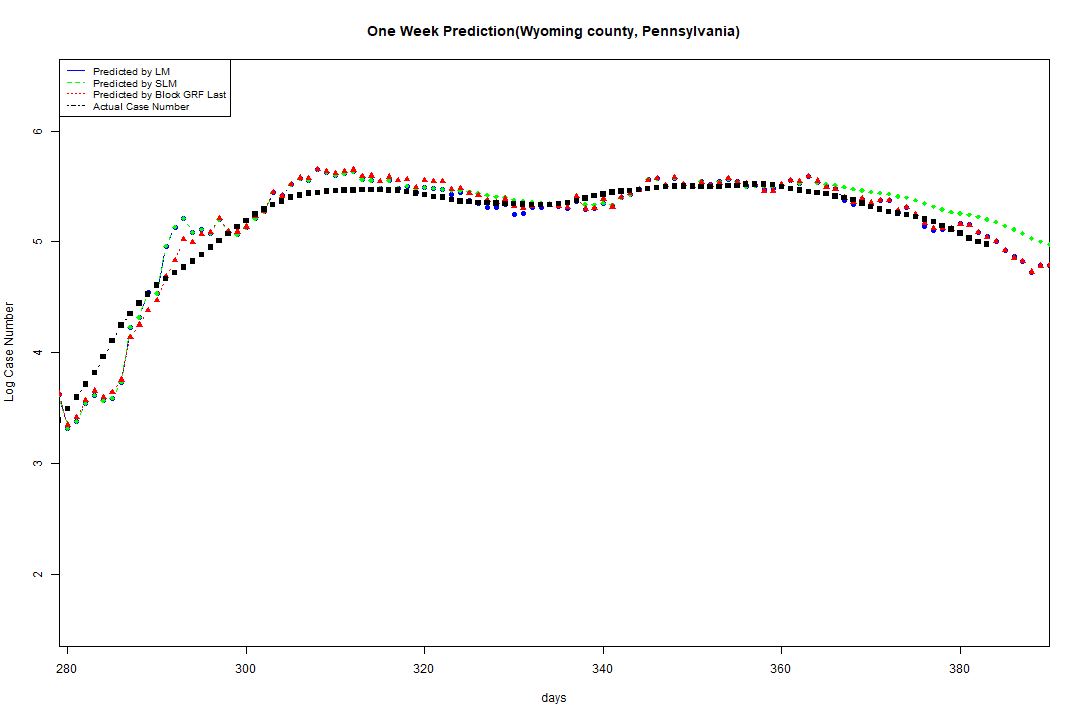 One Week Prediction(Wyoming county, Pennsylvania)
Predicted by LM
Predicted by SLM
Predicted by Block GRF Last
Actual Case Number
6
5
4
3
2
Log Case Number
280 300 320 340 360 380
days